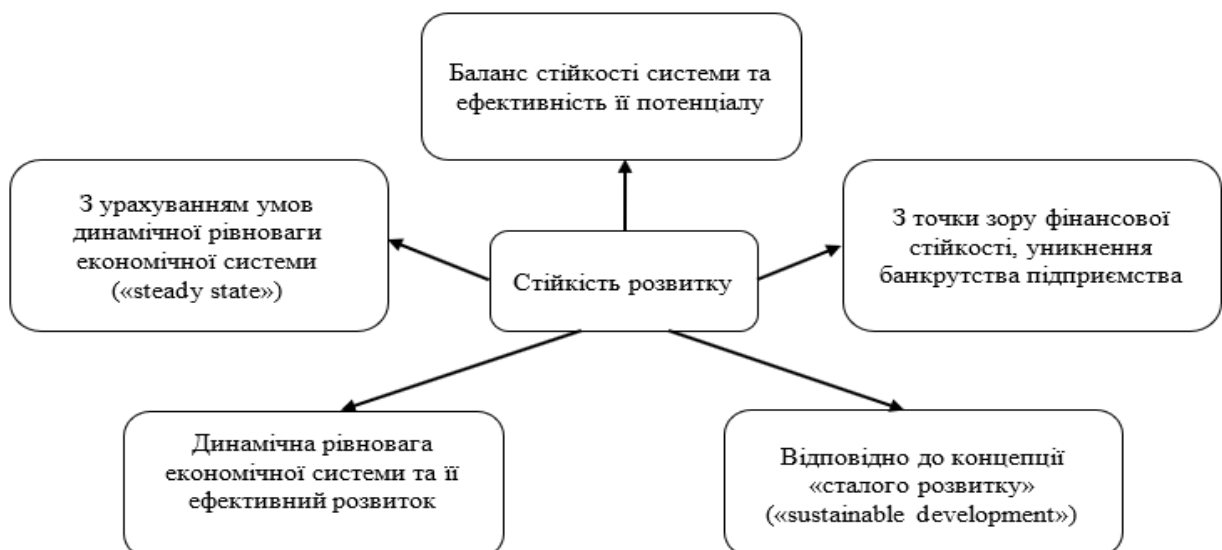 Баланс стійкості системи та
ефективність її потенціалу
З урахуванням умов
динамічної рівноваги
економічної системи
(«steady state»)
Стійкість розвитку
З точки зору фінансової
стійкості, уникнення
банкрутства підприємства
Динамічна рівновага
економічної системи та її
ефективний розвиток
Відповідно до концепції
«сталого розвитку»
(«sustainable development»)